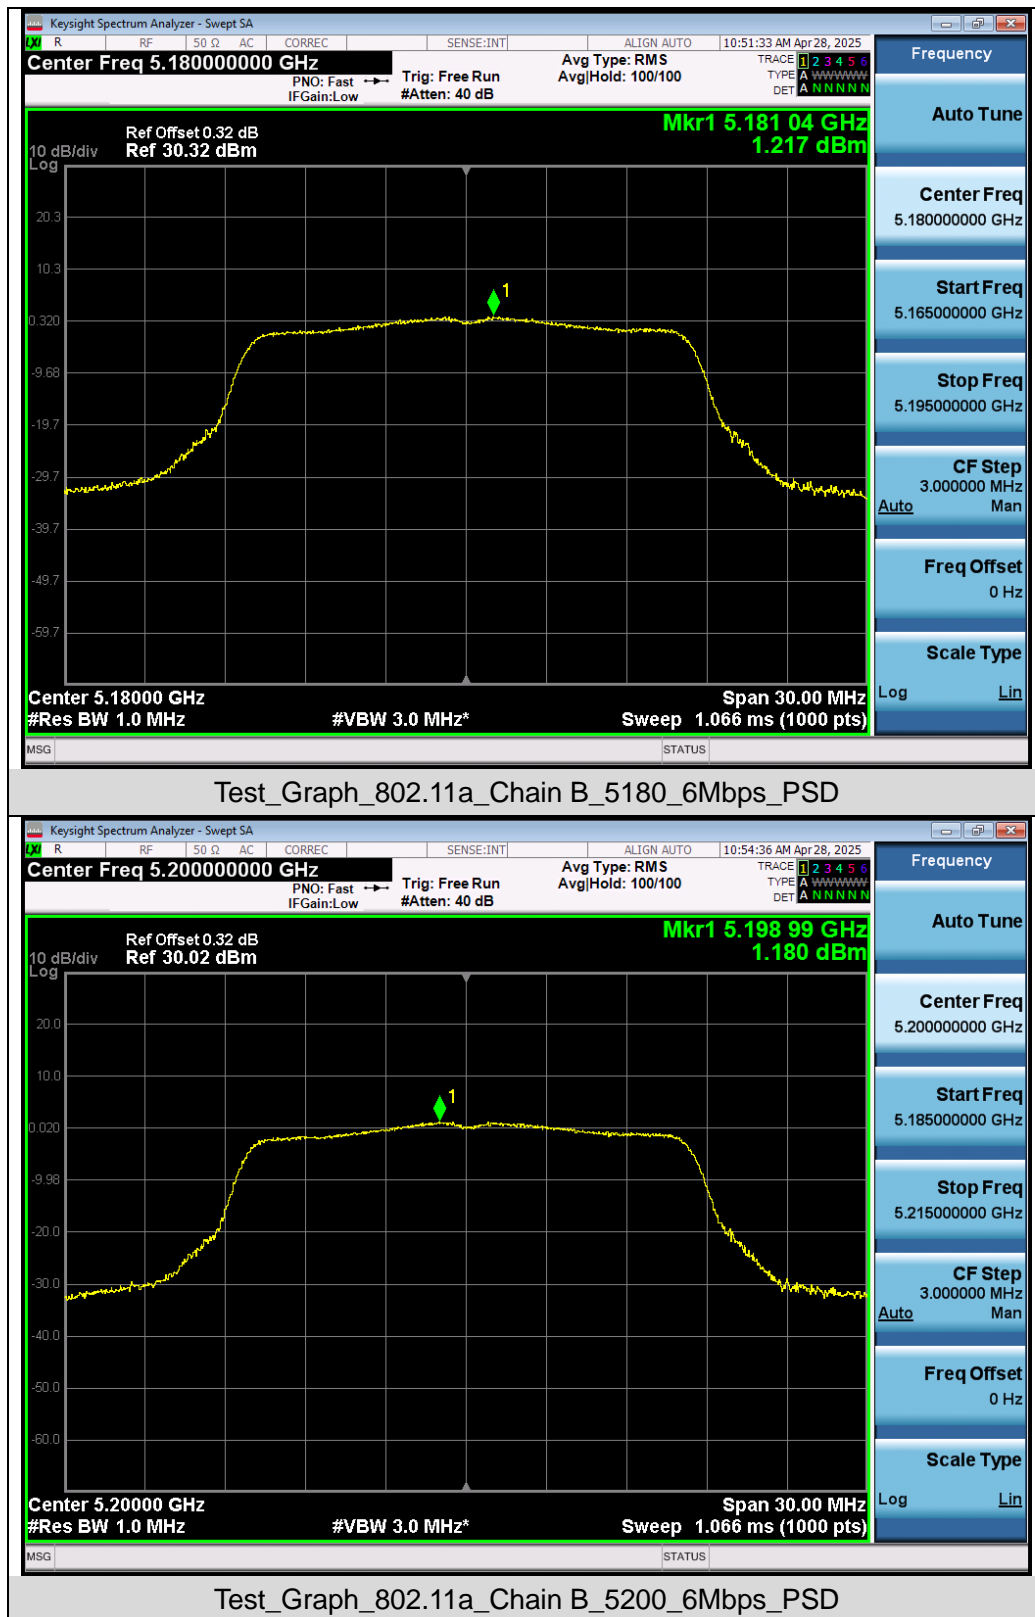 Keysight Spectrum Analyzer - Swept SA
LXI R RF 50 Ω AC CORREC SENSE:INT ALIGN AUTO 10:51:33 AM Apr 28, 2025
Center Freq 5.180000000 GHz
PNO: Fast
IFGain:Low
Trig: Free Run
#Atten: 40 dB
Avg Type: RMS
Avg|Hold: 100/100
TRACE 1 2 3 4 5 6
TYPE A WWWWW
DET A N N N N N
Mkr1 5.181 04 GHz
1.217 dBm
Ref Offset 0.32 dB
10 dB/div Ref 30.32 dBm
Log
20.3
10.3
0.320
-9.68
-19.7
-29.7
-39.7
-49.7
-59.7
1
Center 5.18000 GHz Span 30.00 MHz
#Res BW 1.0 MHz #VBW 3.0 MHz* Sweep 1.066 ms (1000 pts)
MSG STATUS
Frequency
Auto Tune
Center Freq
5.180000000 GHz
Start Freq
5.165000000 GHz
Stop Freq
5.195000000 GHz
CF Step
3.000000 MHz
Auto Man
Freq Offset
0 Hz
Scale Type
Log Lin
Test_Graph_802.11a_Chain B_5180_6Mbps_PSD
Keysight Spectrum Analyzer - Swept SA
LXI R RF 50 Ω AC CORREC SENSE:INT ALIGN AUTO 10:54:36 AM Apr 28, 2025
Center Freq 5.200000000 GHz
PNO: Fast
IFGain:Low
Trig: Free Run
#Atten: 40 dB
Avg Type: RMS
Avg|Hold: 100/100
TRACE 1 2 3 4 5 6
TYPE A WWWWW
DET A N N N N N
Mkr1 5.198 99 GHz
1.180 dBm
Ref Offset 0.32 dB
10 dB/div Ref 30.02 dBm
Log
20.0
10.0
0.020
-9.98
-20.0
-30.0
-40.0
-50.0
-60.0
1
Center 5.20000 GHz Span 30.00 MHz
#Res BW 1.0 MHz #VBW 3.0 MHz* Sweep 1.066 ms (1000 pts)
MSG STATUS
Frequency
Auto Tune
Center Freq
5.200000000 GHz
Start Freq
5.185000000 GHz
Stop Freq
5.215000000 GHz
CF Step
3.000000 MHz
Auto Man
Freq Offset
0 Hz
Scale Type
Log Lin
Test_Graph_802.11a_Chain B_5200_6Mbps_PSD